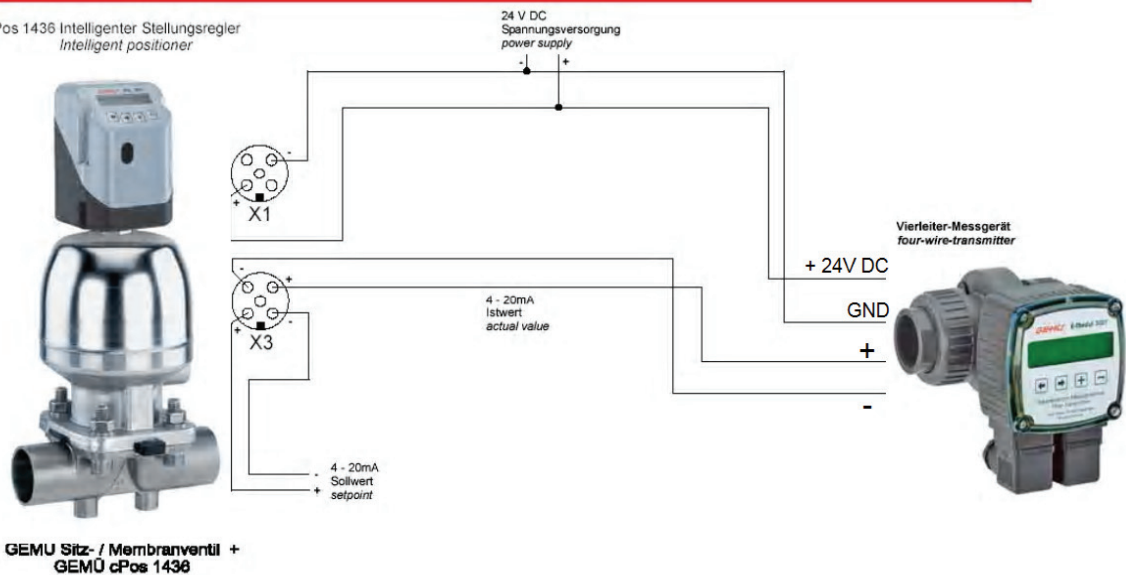 Pos 1436 Intelligenter Stellungsregler
Intelligent positioner
24 V DC
Spannungsversorgung
power supply
- +
-
+
X1
- +
+ -
X3
4 - 20mA
Istwert
actual value
- 4 - 20mA
Sollwert
+ setpoint
Vierleiter-Messgerät
four-wire-transmitter
+ 24V DC
GND
+
-
GEMÜ Sitz- / Membranventil +
GEMÜ cPos 1436